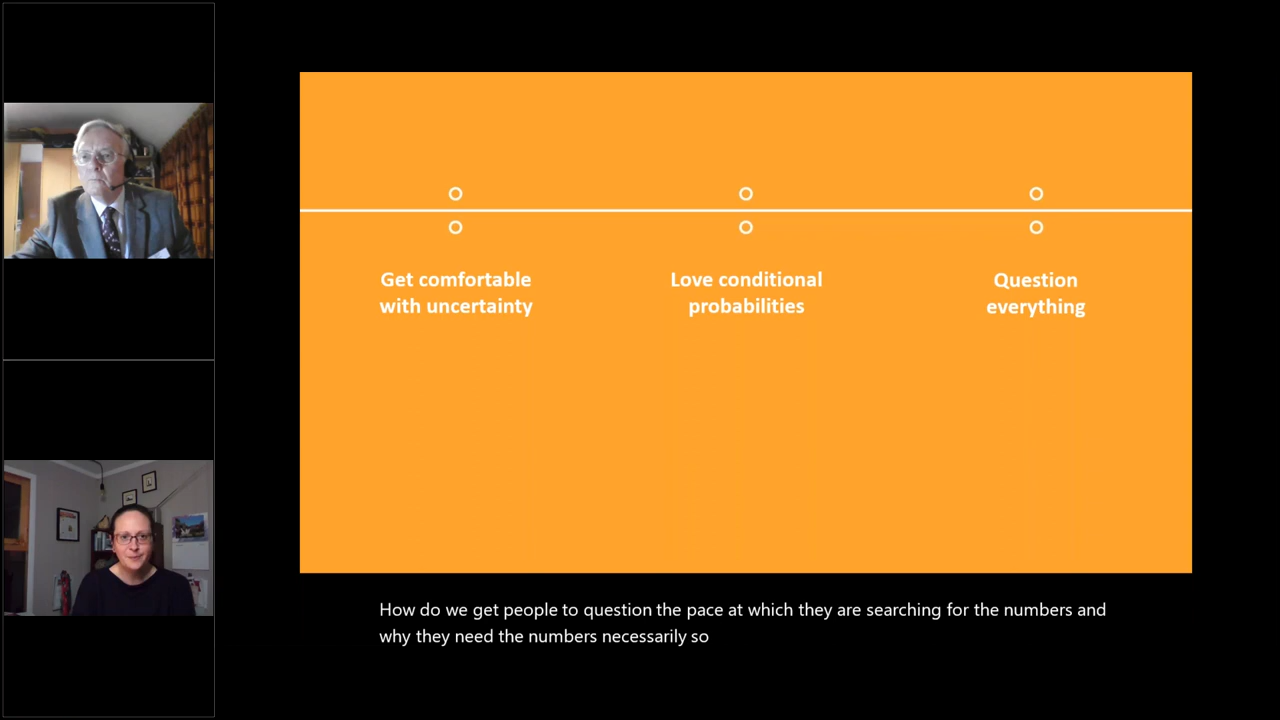 Get comfortable
with uncertainty
Love conditional
probabilities
Question
everything
How do we get people to question the pace at which they are searching for the numbers and
why they need the numbers necessarily so